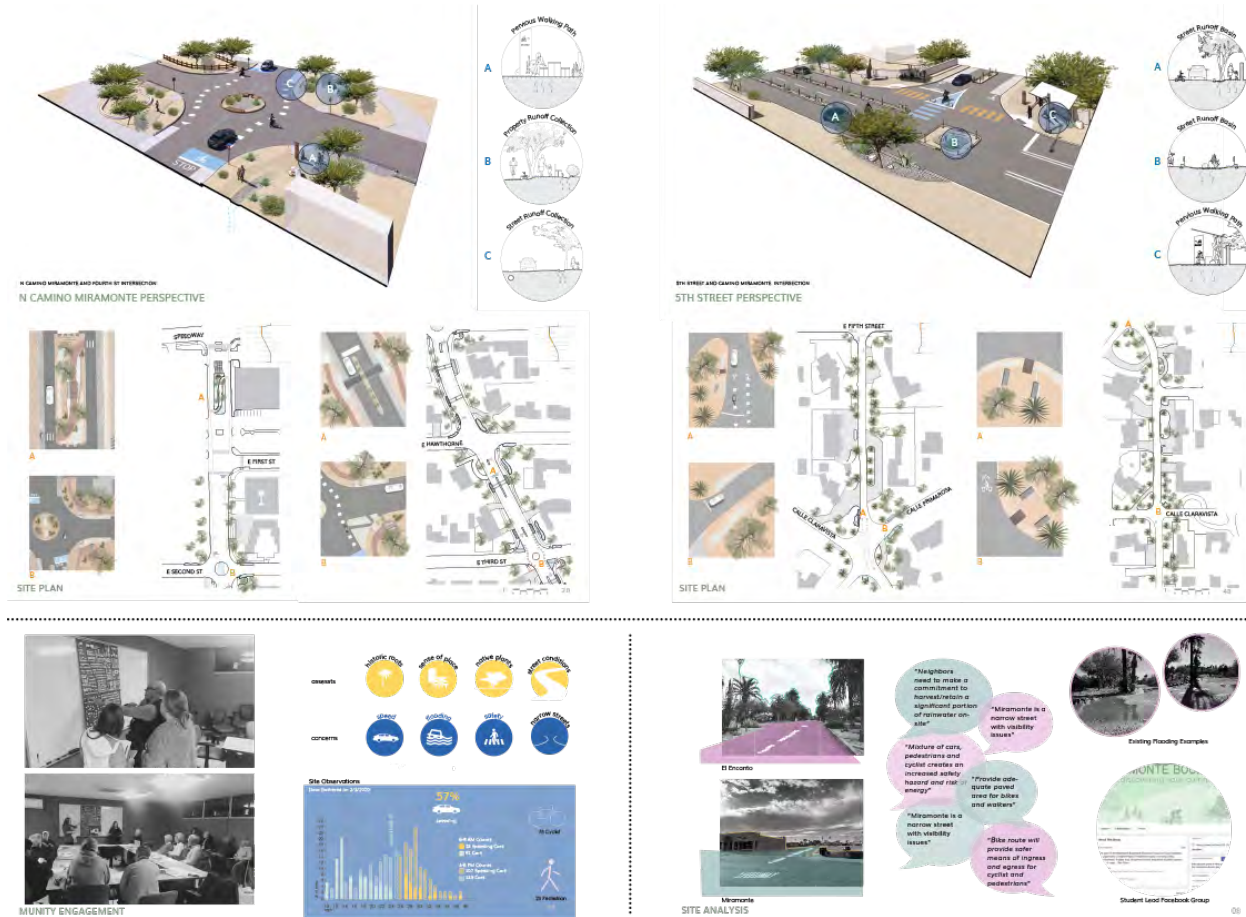 Pervious Walking Path
A
Property Runoff Collection
B
Street Runoff Collection
C
C
B
A
STOP
N CAMINO MIRAMONTE AND FOURTH ST INTERSECTION
N CAMINO MIRAMONTE PERSPECTIVE
Street Runoff Basin
A
Street Runoff Basin
B
Pervious Walking Path
C
A
B
C
5TH STREET AND CAMINO MIRAMONTE INTERSECTION
5TH STREET PERSPECTIVE
SPEEDWAY
A
A
E FIRST ST
B
E SECOND ST
B
SITE PLAN
A
E HAWTHORNE
A
B
E THIRD ST
B
E FIFTH STREET
A
CALLE CLARAVISTA
A
B
B
SITE PLAN
A
A
B
CALLE CLARAVISTA
B
historic roots
sense of place
native plants
street conditions
concerns
speed
flooding
safety
narrow streets
Site Observations
57%
speeding
MUNITY ENGAGEMENT
El Encanto
Miramonte
SITE ANALYSIS
"Neighbors
need to make a
commitment to
harvest/retain a
significant portion
of rainwater on-
site"
"Miramonte is a
narrow street
with visibility
issues"
"Mixture of cars,
pedestrians and
cyclist creates an
increased safety
hazard and risk of
energy"
"Provide ade-
quate paved
area for bikes
and walkers"
"Miramonte is a
narrow street
with visibility
issues"
"Bike route will
provide safer
means of ingress
and egress for
cyclist and
pedestrians"
Existing Flooding Examples
Student Lead Facebook Group